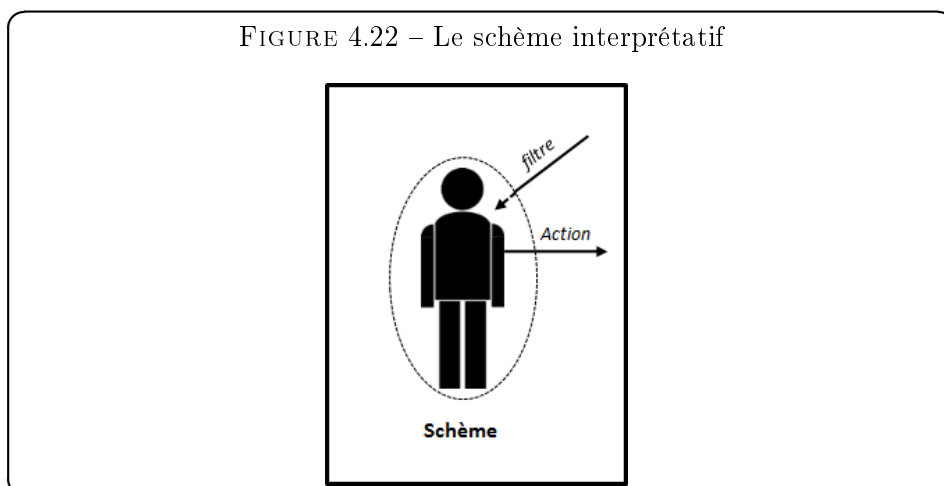 FIGURE 4.22 – Le schème interprétatif
filtre
Action
Schème